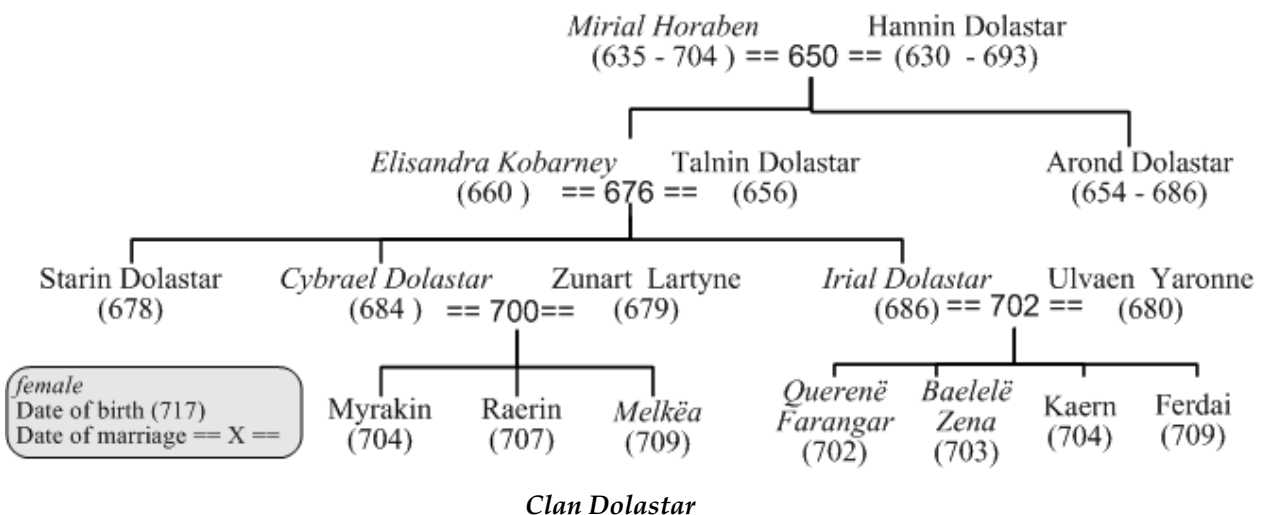 Mirial Horaben Hannin Dolastar
(635 - 704 ) == 650 == (630 - 693)
Elisandra Kobarney Talnin Dolastar Arond Dolastar
(660 ) == 676 == (656) (654 - 686)
Starin Dolastar Cybrael Dolastar Zunart Lartyne Irial Dolastar Ulvaen Yaronne
(678) (684 ) == 700== (679) (686) == 702 == (680)
female
Date of birth (717)
Date of marriage == X ==
Myrakin Raerin Melkëa
(704) (707) (709)
Querenë Baelelë Kaern Ferdai
Farangar Zena (704) (709)
(702) (703)
Clan Dolastar